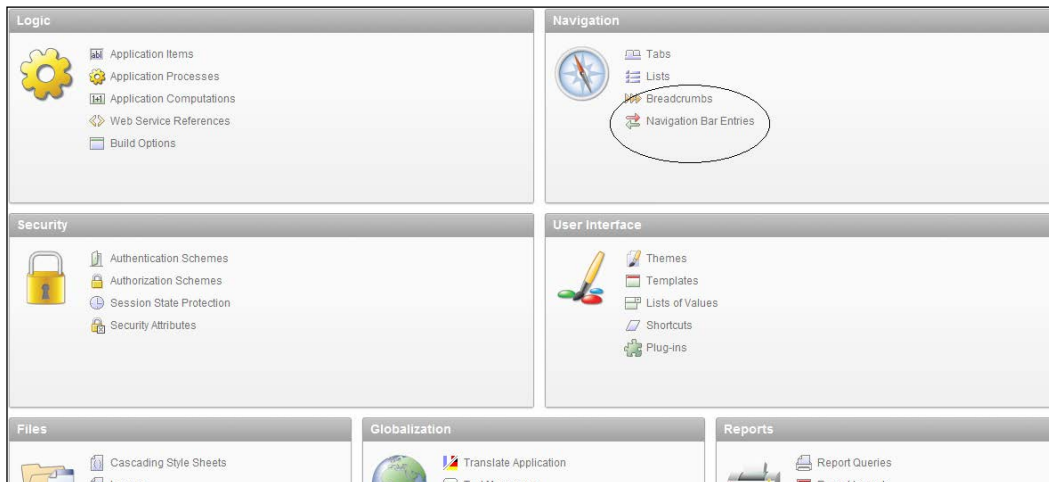 Logic
Application Items
Application Processes
Application Computations
Web Service References
Build Options
Navigation
Tabs
Lists
Breadcrumbs
Navigation Bar Entries
Security
Authentication Schemes
Authorization Schemes
Session State Protection
Security Attributes
User Interface
Themes
Templates
Lists of Values
Shortcuts
Plug-ins
Files
Cascading Style Sheets
Globalization
Translate Application
Reports
Report Queries